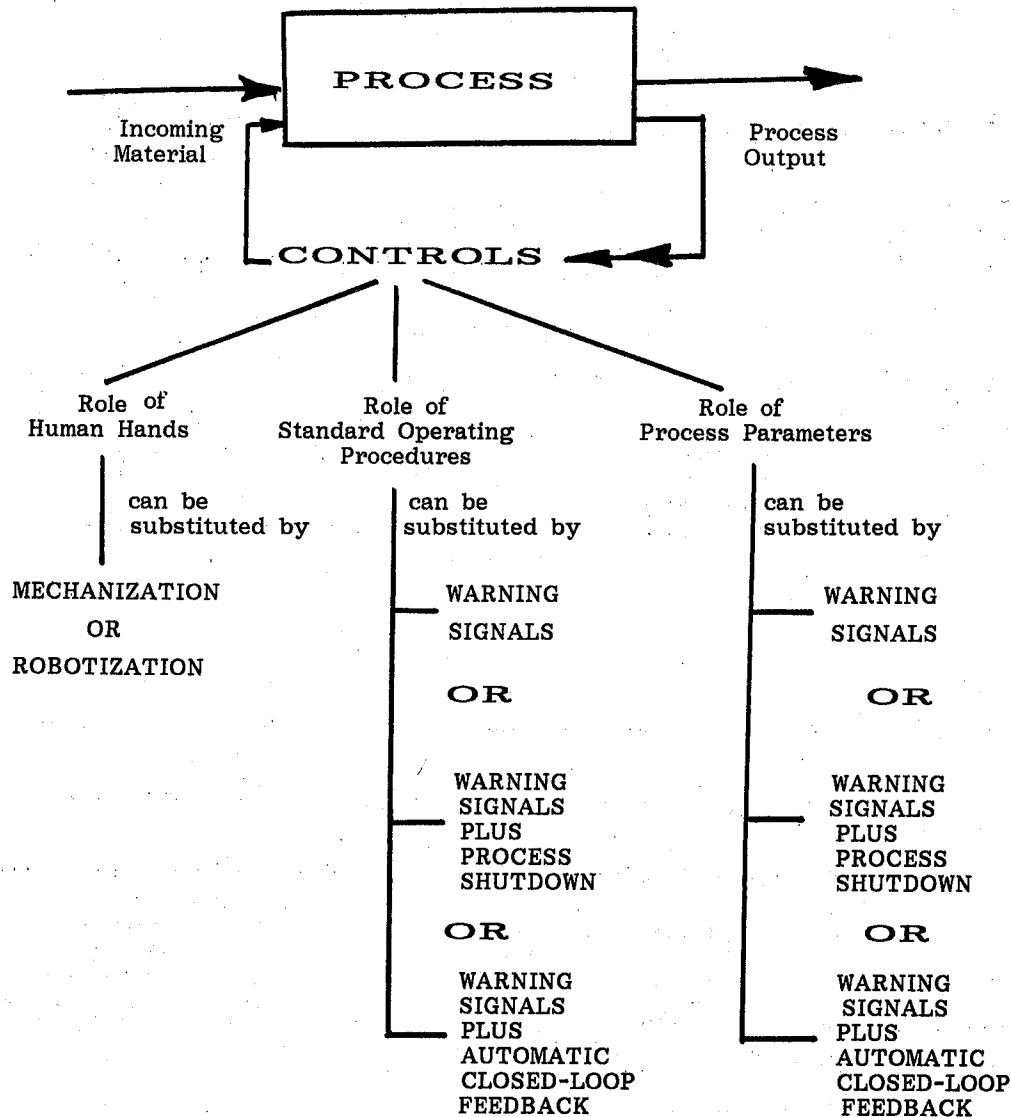 PROCESS
Incoming
Material
Process
Output
CONTROLS
Role of
Human Hands
can be
substituted by
MECHANIZATION
OR
ROBOTIZATION
Role of
Standard Operating
Procedures
can be
substituted by
WARNING
SIGNALS
OR
WARNING
SIGNALS
PLUS
PROCESS
SHUTDOWN
OR
WARNING
SIGNALS
PLUS
AUTOMATIC
CLOSED-LOOP
FEEDBACK
Role of
Process Parameters
can be
substituted by
WARNING
SIGNALS
OR
WARNING
SIGNALS
PLUS
PROCESS
SHUTDOWN
OR
WARNING
SIGNALS
PLUS
AUTOMATIC
CLOSED-LOOP
FEEDBACK